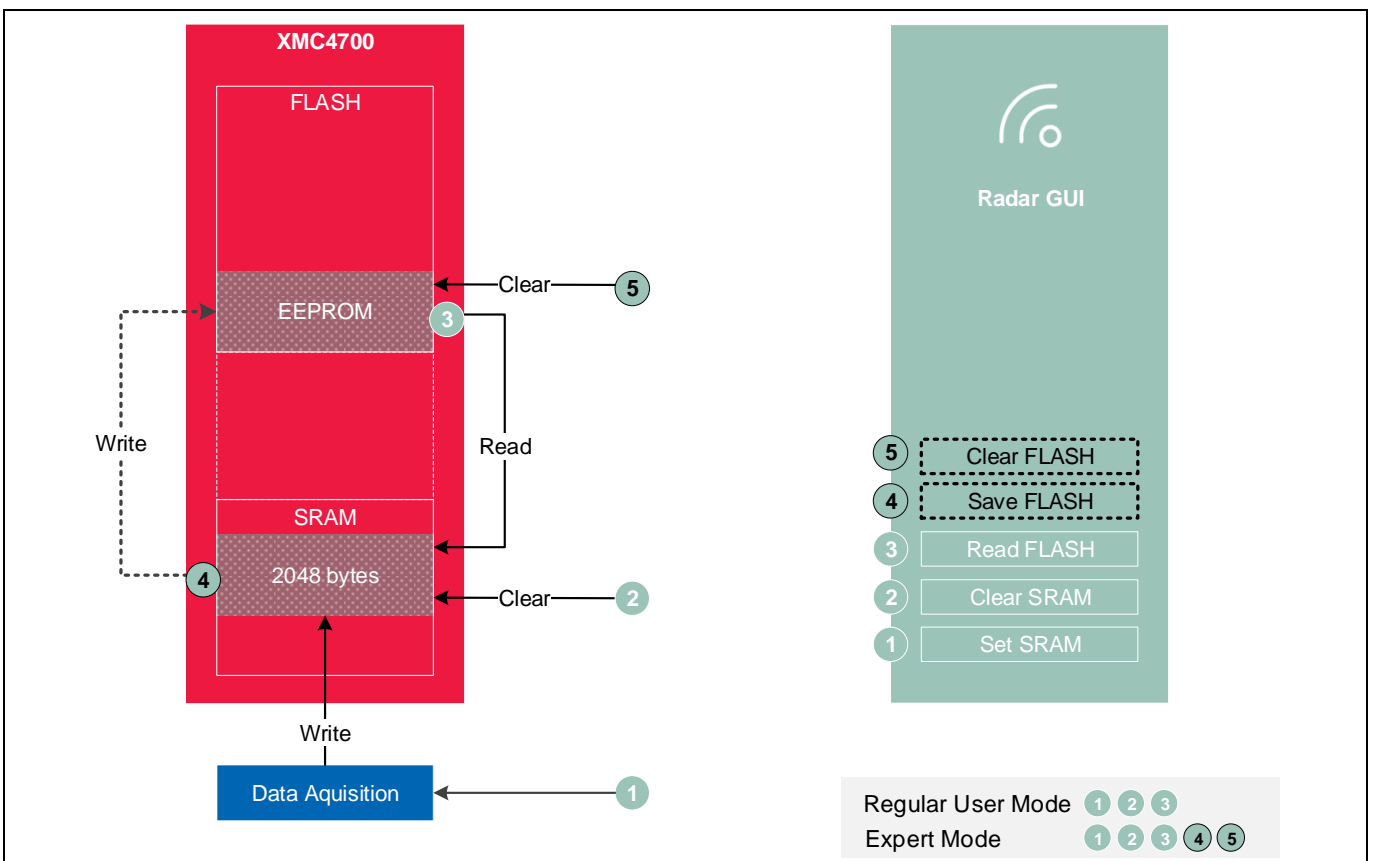 XMC4700
FLASH
EEPROM
3
Clear
5
Write
Read
SRAM
2048 bytes
4
Clear
2
Write
Data Aquisition
1
Radar GUI
5
Clear FLASH
4
Save FLASH
3
Read FLASH
2
Clear SRAM
1
Set SRAM
Regular User Mode 1 2 3
Expert Mode 1 2 3 4 5